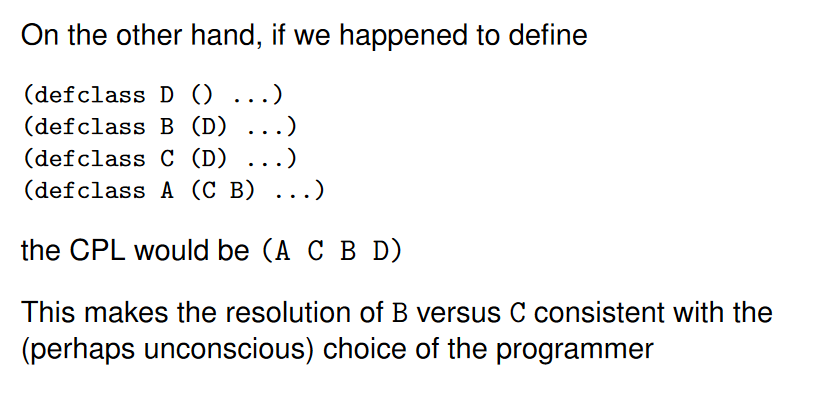 On the other hand, if we happened to define
(defclass D () ...)
(defclass B (D) ...)
(defclass C (D) ...)
(defclass A (C B) ...)
the CPL would be (A C B D)
This makes the resolution of B versus C consistent with the
(perhaps unconscious) choice of the programmer